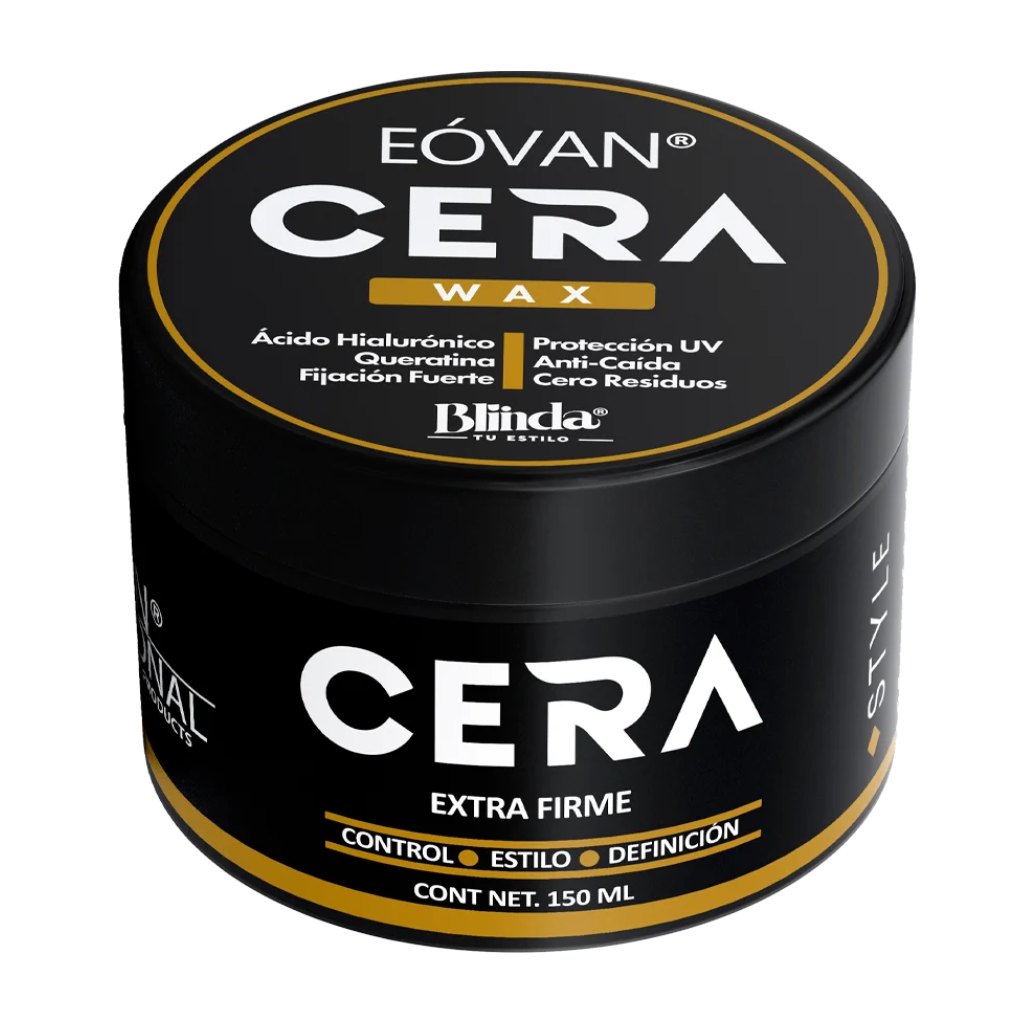 EÓVAN®
CERA
WAX
Ácido Hialurónico
Queratina
Fijación Fuerte
Protección UV
Anti-Caída
Cero Residuos
Blinda®
TU ESTILO
CERA
EXTRA FIRME
CONTROL ● ESTILO ● DEFINICIÓN
CONT NET. 150 ML
PRODUCTS
STYLE